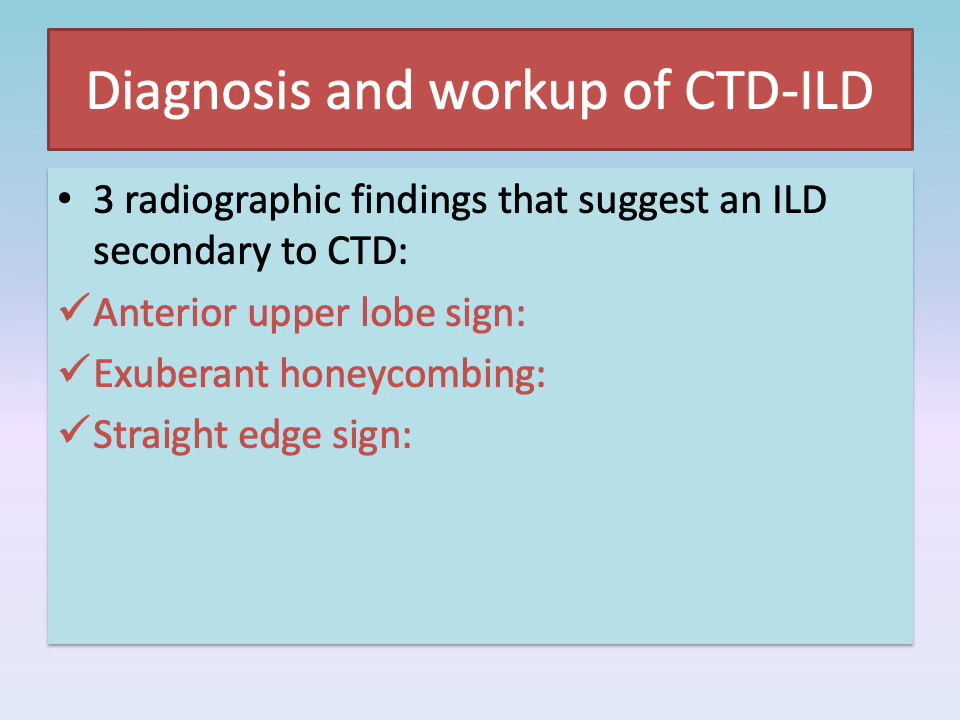 Diagnosis and workup of CTD-ILD
• 3 radiographic findings that suggest an ILD
secondary to CTD:
✓Anterior upper lobe sign:
✓Exuberant honeycombing:
✓Straight edge sign: